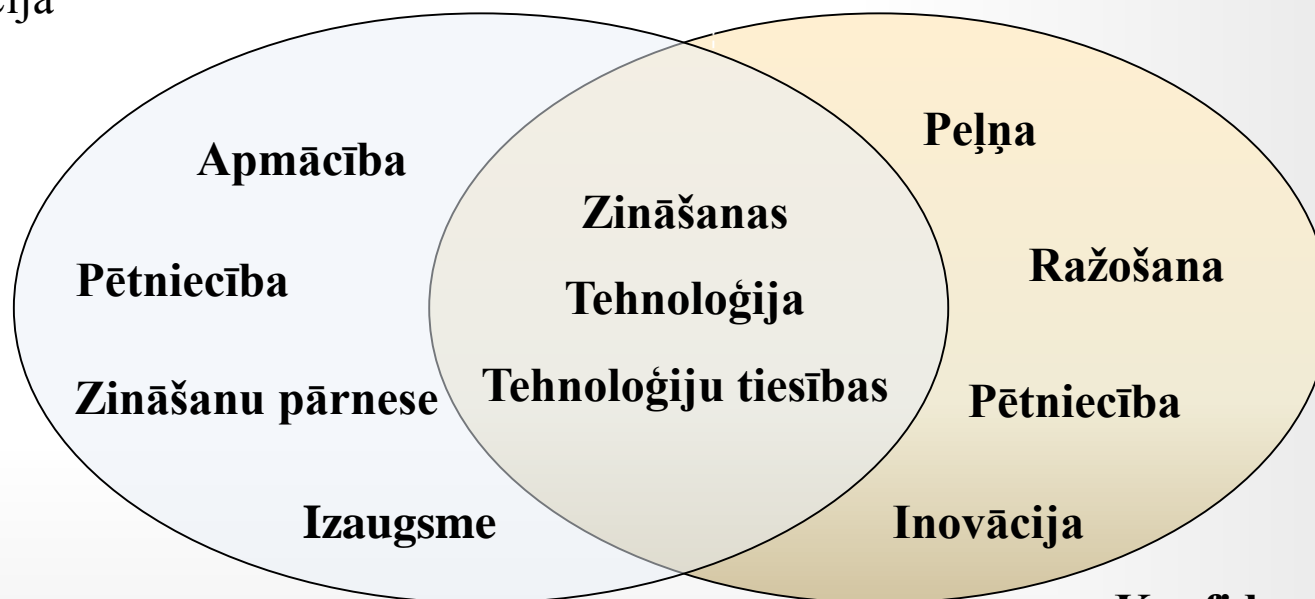 Apmācība
Pētniecība
Zināšanu pārnese
Izaugsme
Zināšanas
Tehnoloģija
Tehnoloģiju tiesības
Peļņa
Ražošana
Pētniecība
Inovācija